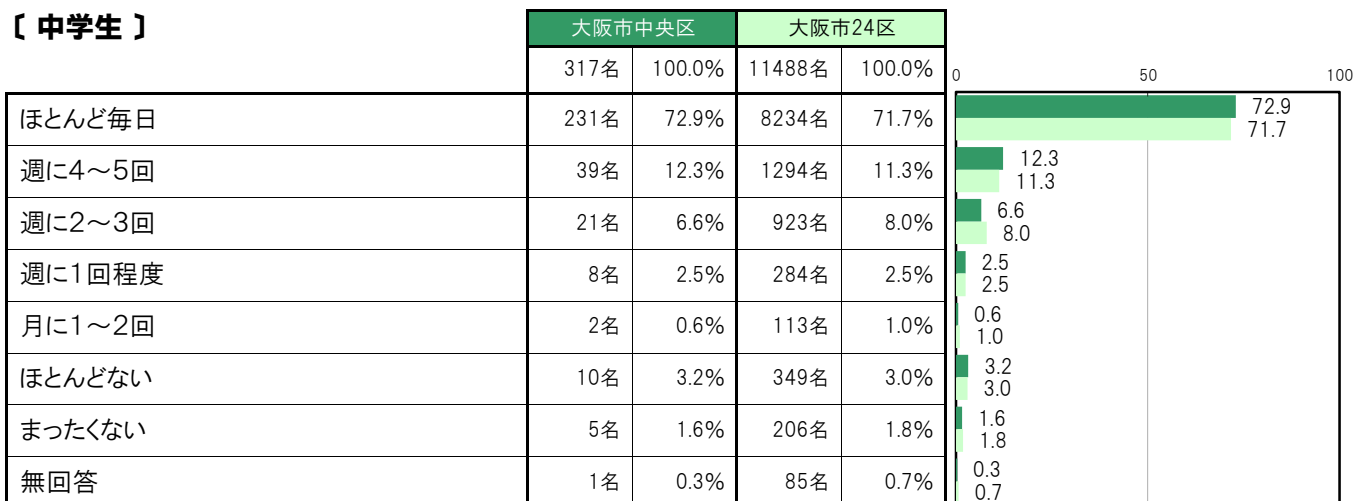 〔 中学生 〕
大阪市中央区 大阪市24区
317名 100.0% 11488名 100.0%
0 50 100
ほとんど毎日 231名 72.9% 8234名 71.7% 72.9
71.7
週に4～5回 39名 12.3% 1294名 11.3% 12.3
11.3
週に2～3回 21名 6.6% 923名 8.0% 6.6
8.0
週に1回程度 8名 2.5% 284名 2.5% 2.5
2.5
月に1～2回 2名 0.6% 113名 1.0% 0.6
1.0
ほとんどない 10名 3.2% 349名 3.0% 3.2
3.0
まったくない 5名 1.6% 206名 1.8% 1.6
1.8
無回答 1名 0.3% 85名 0.7% 0.3
0.7